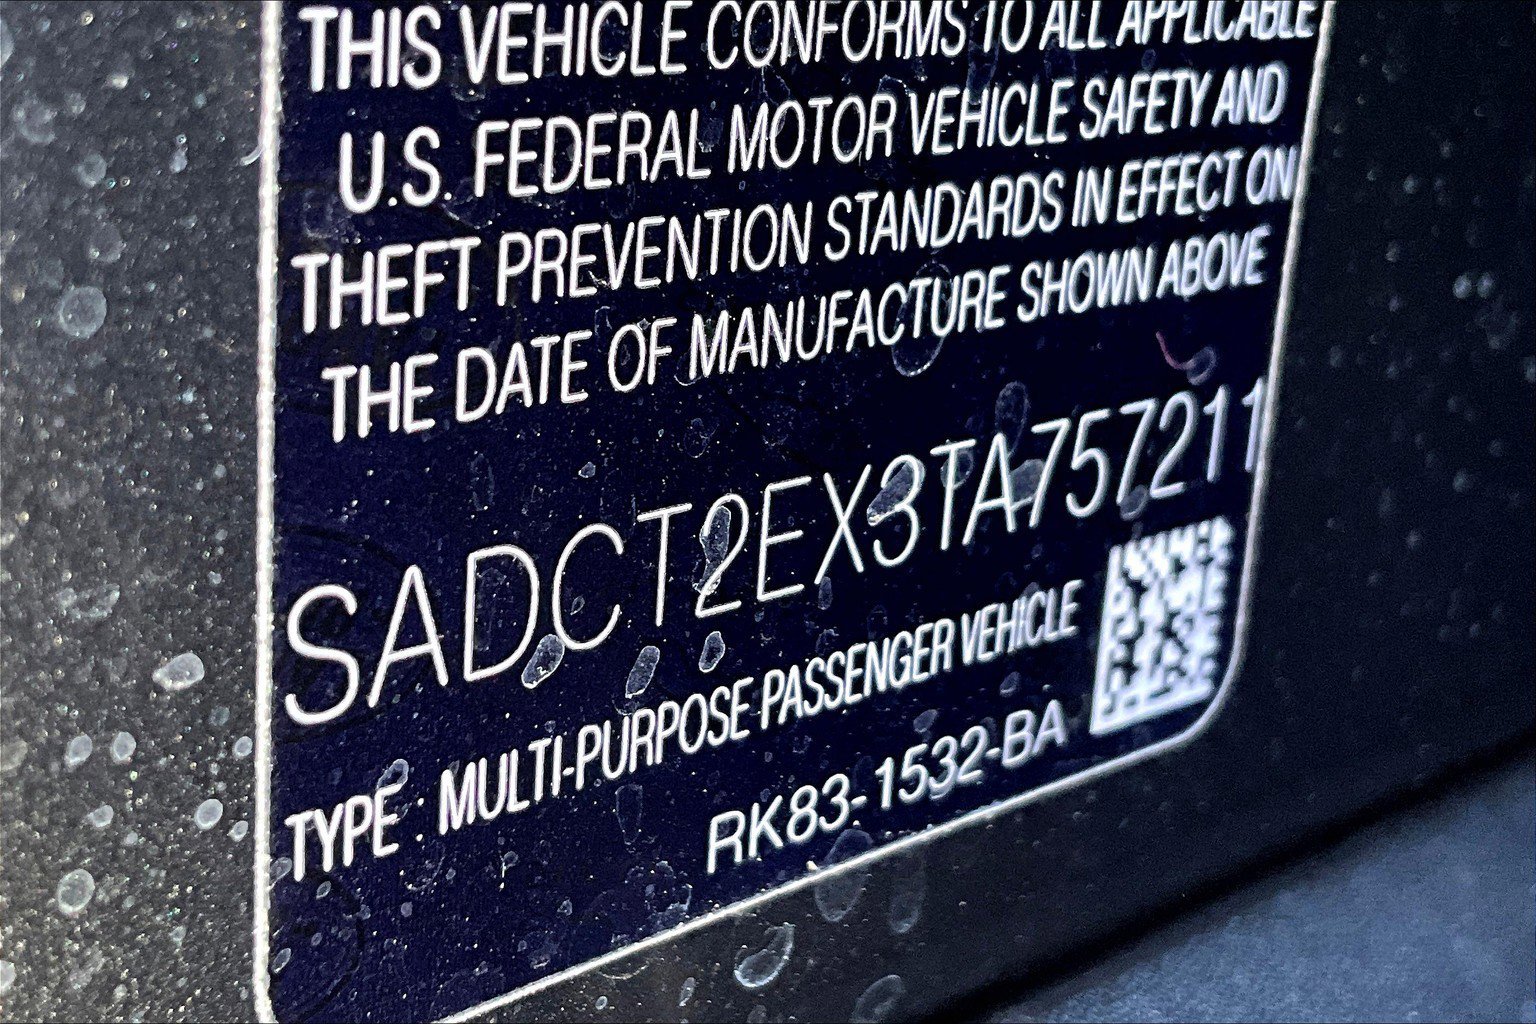 THIS VEHICLE CONFORMS TO ALL APPLICABLE
U.S. FEDERAL MOTOR VEHICLE SAFETY AND
THEFT PREVENTION STANDARDS IN EFFECT ON
THE DATE OF MANUFACTURE SHOWN ABOVE
SADCT2EX3TA757211
TYPE : MULTI-PURPOSE PASSENGER VEHICLE
RK83-1532-BA